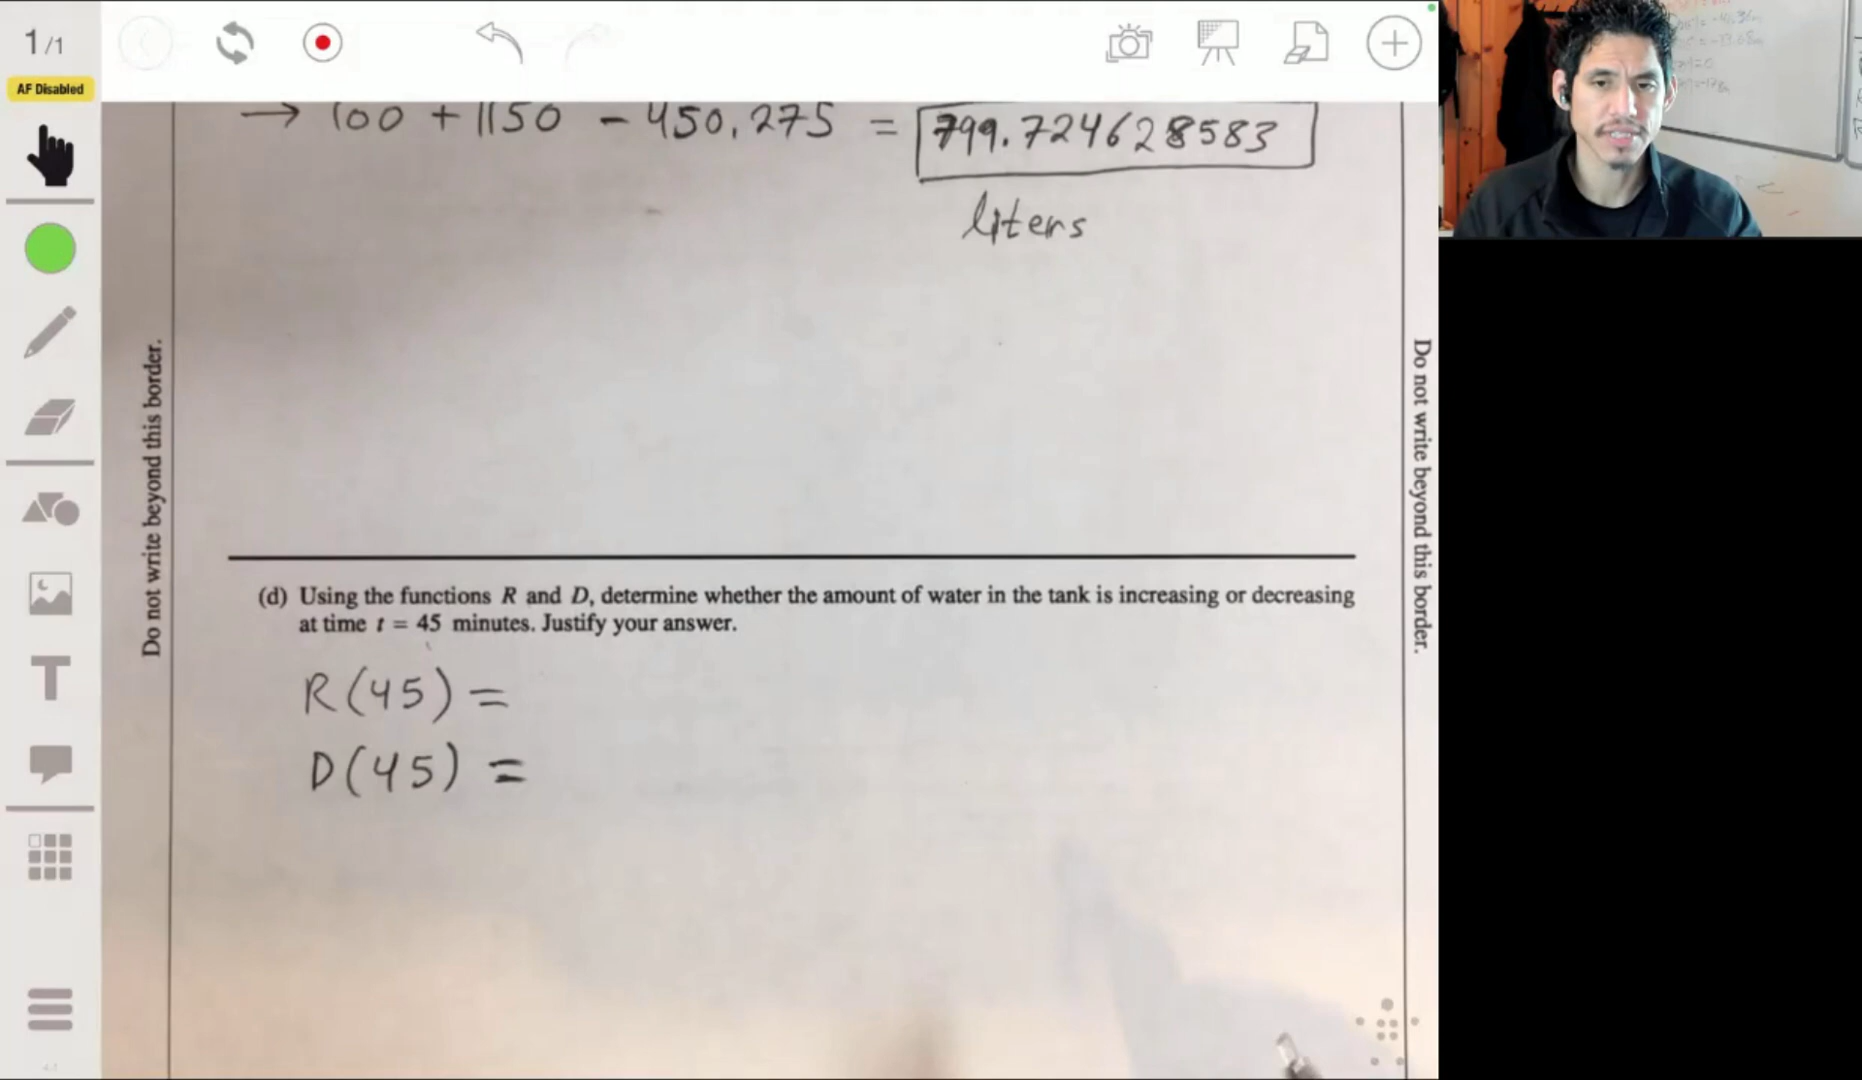 1/1
AF Disabled
→ 100 + 1150 - 450.275 = 799.724628583
liters
Do not write beyond this border.
Do not write beyond this border.
(d) Using the functions R and D, determine whether the amount of water in the tank is increasing or decreasing
at time t = 45 minutes. Justify your answer.
R(45) =
D(45) =
T